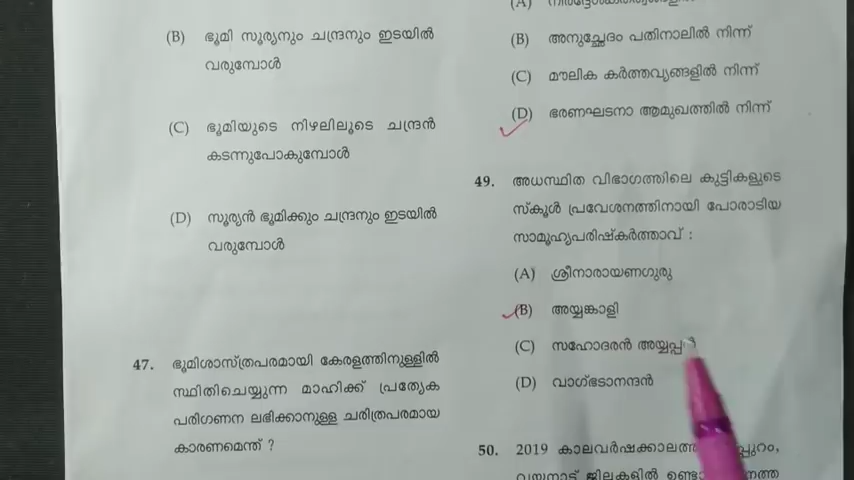 (B) ഭൂമി സൂര്യനും ചന്ദ്രനും ഇടയിൽ
വരുമ്പോൾ
(C) ഭൂമിയുടെ നിഴലിലൂടെ ചന്ദ്രൻ
കടന്നുപോകുമ്പോൾ
(D) സൂര്യൻ ഭൂമിക്കും ചന്ദ്രനും ഇടയിൽ
വരുമ്പോൾ
47. ഭൂമിശാസ്ത്രപരമായി കേരളത്തിനുള്ളിൽ
സ്ഥിതിചെയ്യുന്ന മാഹിക്ക് പ്രത്യേക
പരിഗണന ലഭിക്കാനുള്ള ചരിത്രപരമായ
കാരണമെന്ത് ?
(A)
(B) അനുച്ഛേദം പതിനാലിൽ നിന്ന്
(C) മൗലിക കർത്തവ്യങ്ങളിൽ നിന്ന്
(D) ഭരണഘടനാ ആമുഖത്തിൽ നിന്ന്
49. അധസ്ഥിത വിഭാഗത്തിലെ കുട്ടികളുടെ
സ്കൂൾ പ്രവേശനത്തിനായി പോരാടിയ
സാമൂഹ്യപരിഷ്കർത്താവ് :
(A) ശ്രീനാരായണഗുരു
(B) അയ്യങ്കാളി
(C) സഹോദരൻ
(D) വാഗ്ഭടാനന്ദൻ
50. 2019
വയനാട് ജില്ലകളിൽ